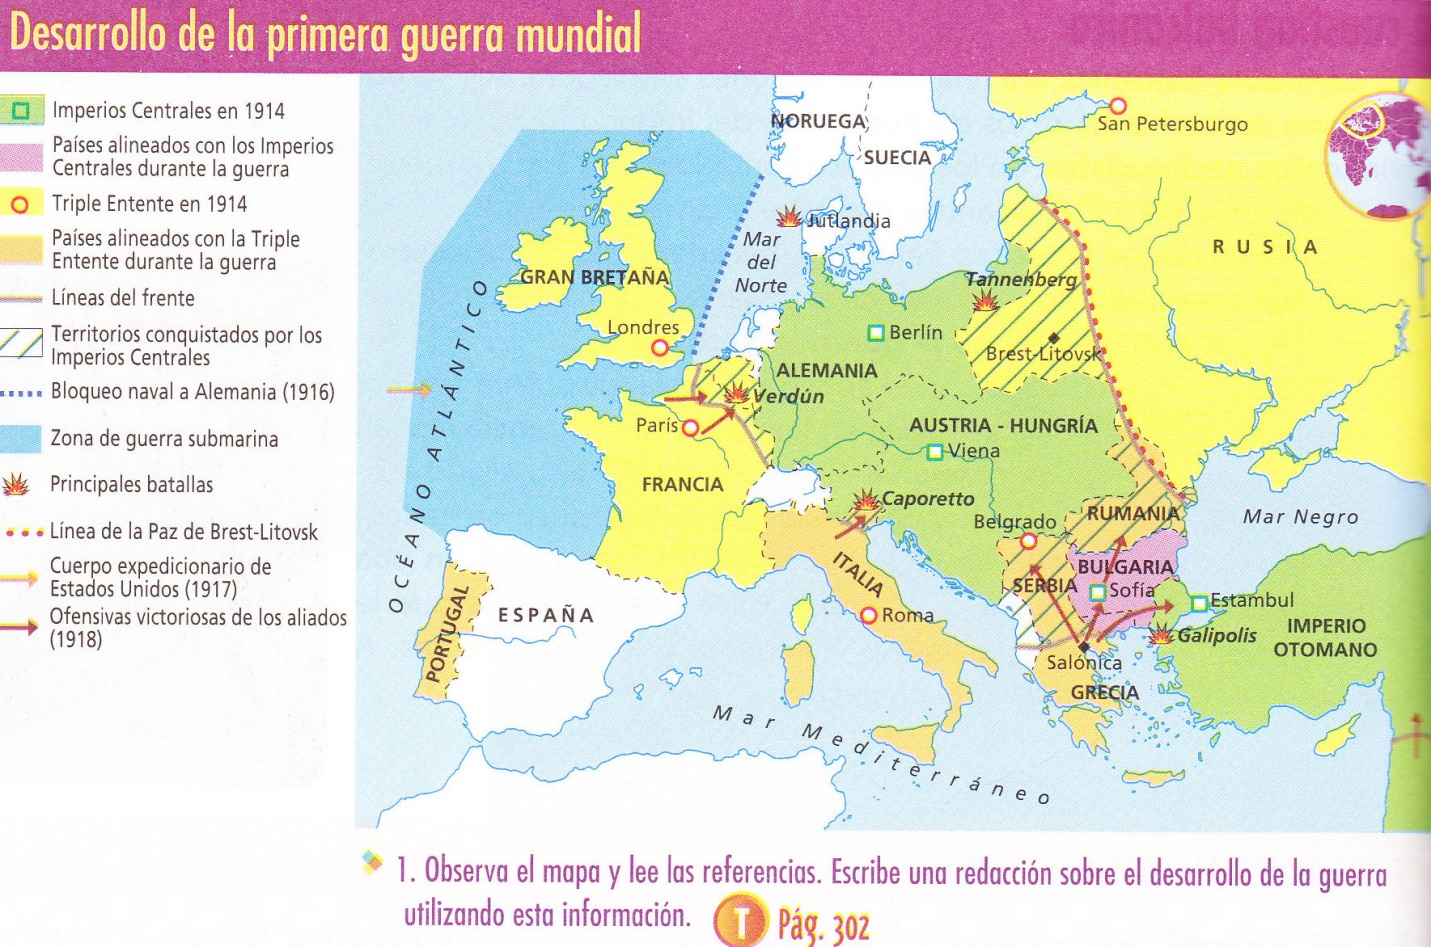 Desarrollo de la primera guerra mundial
Imperios Centrales en 1914
Países alineados con los Imperios
Centrales durante la guerra
Triple Entente en 1914
Países alineados con la Triple
Entente durante la guerra
Líneas del frente
Territorios conquistados por los
Imperios Centrales
Bloqueo naval a Alemania (1916)
Zona de guerra submarina
Principales batallas
Línea de la Paz de Brest-Litovsk
Cuerpo expedicionario de
Estados Unidos (1917)
Ofensivas victoriosas de los aliados
(1918)
NORUEGA
SUECIA
San Petersburgo
Jutlandia
Mar
del
Norte
RUSIA
GRAN BRETAÑA
Londres
Tannenberg
Berlín
Brest-Litovsk
ALEMANIA
Verdún
París
AUSTRIA - HUNGRÍA
Viena
FRANCIA
Caporetto
OCÉANO ATLÁNTICO
Belgrado
RUMANIA
Mar Negro
ITALIA
SERBIA
BULGARIA
Sofía
Estambul
IMPERIO
OTOMANO
Galipolis
PORTUGAL
ESPAÑA
Roma
Salónica
GRECIA
Mar Mediterráneo
1. Observa el mapa y lee las referencias. Escribe una redacción sobre el desarrollo de la guerra
utilizando esta información.
T Pág. 302